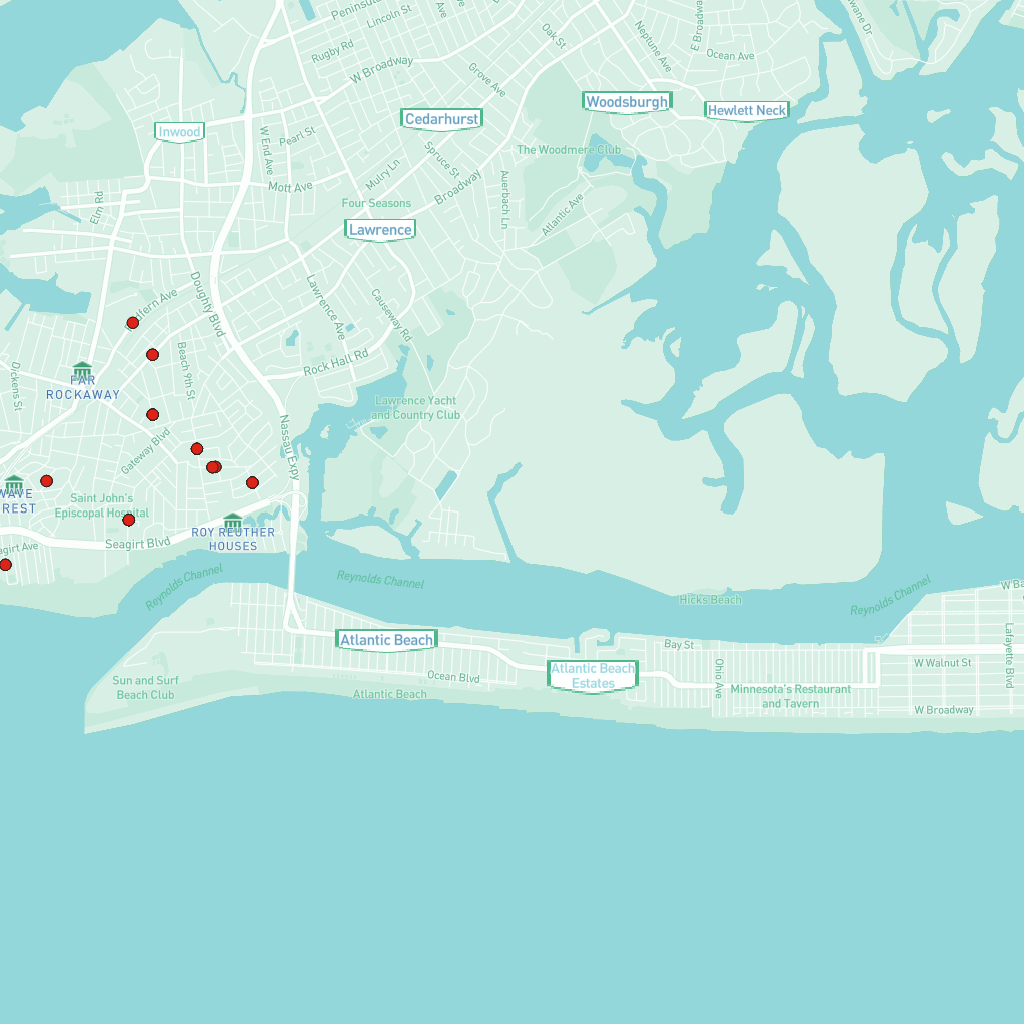 Peninsula
Lincoln St
Ave
Ave
Rugby Rd
W Broadway
Oak St
Neptune Ave
E Broadway
Ocean Ave
Grove Ave
Cedarhurst
Woodsburgh
Hewlett Neck
Inwood
W End Ave
Pearl St
The Woodmere Club
Mulry Ln
Spruce St
Mott Ave
Broadway
Auerbach Ln
Atlantic Ave
Elm Rd
Four Seasons
Lawrence
Doughty Blvd
Lawrence Ave
Causeway Rd
Beach 9th St
Rock Hall Rd
Dickens St
FAR
ROCKAWAY
Lawrence Yacht
and Country Club
Gateway Blvd
Nassau Expy
WAVE
REST
Saint John's
Episcopal Hospital
ROY REUTHER
HOUSES
Seagirt Blvd
Reynolds Channel
Reynolds Channel
Hicks Beach
Reynolds Channel
Atlantic Beach
Bay St
W Walnut St
Lafayette Blvd
Sun and Surf
Beach Club
Ocean Blvd
Atlantic Beach
Atlantic Beach
Estates
Ohio Ave
Minnesota's Restaurant
and Tavern
W Broadway